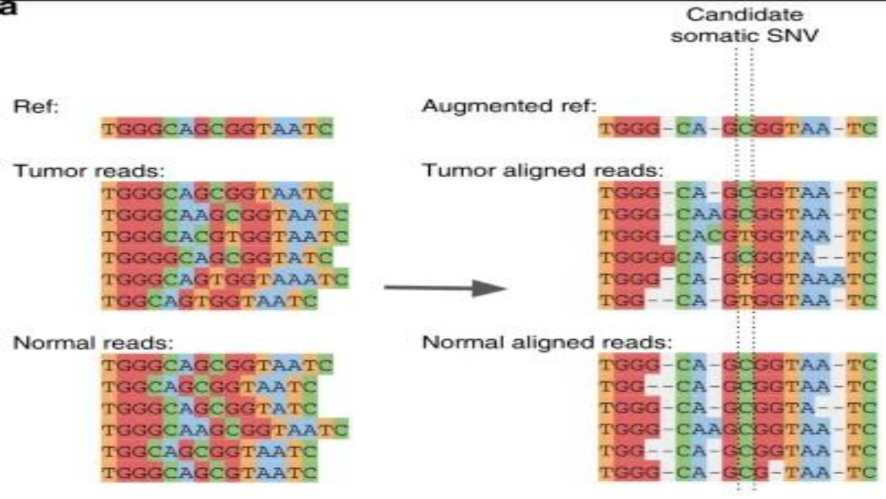 a
Candidate
somatic SNV
Ref:
TGGGCAGCGGTAATC
Augmented ref:
TGGG-CA-GCGGTAA-TC
Tumor reads:
TGGGCAGCGGTAATC
TGGGCAAGCGGTAATC
TGGGCACGTGGTAATC
TGGGGCAGCGGTATC
TGGGCAGTGGTAAATC
TGGCAGTGGTAATC
Tumor aligned reads:
TGGG-CA-GCGGTAA-TC
TGGG-CAAGCGGTAA-TC
TGGG-CACGTGGTAA-TC
TGGGGCA-GCGGTA--TC
TGGG-CA-GTGGTAAATC
TGG--CA-GTGGTAA-TC
Normal reads:
TGGGCAGCGGTAATC
TGGCAGCGGTAATC
TGGGCAGCGGTATC
TGGGCAAGCGGTAATC
TGGCAGCGGTAATC
TGGGCAGCGTAATC
Normal aligned reads:
TGGG-CA-GCGGTAA-TC
TGG--CA-GCGGTAA-TC
TGGG-CA-GCGGTA--TC
TGGG-CAAGCGGTAA-TC
TGG--CA-GCGGTAA-TC
TGGG-CA-GCG-TAA-TC